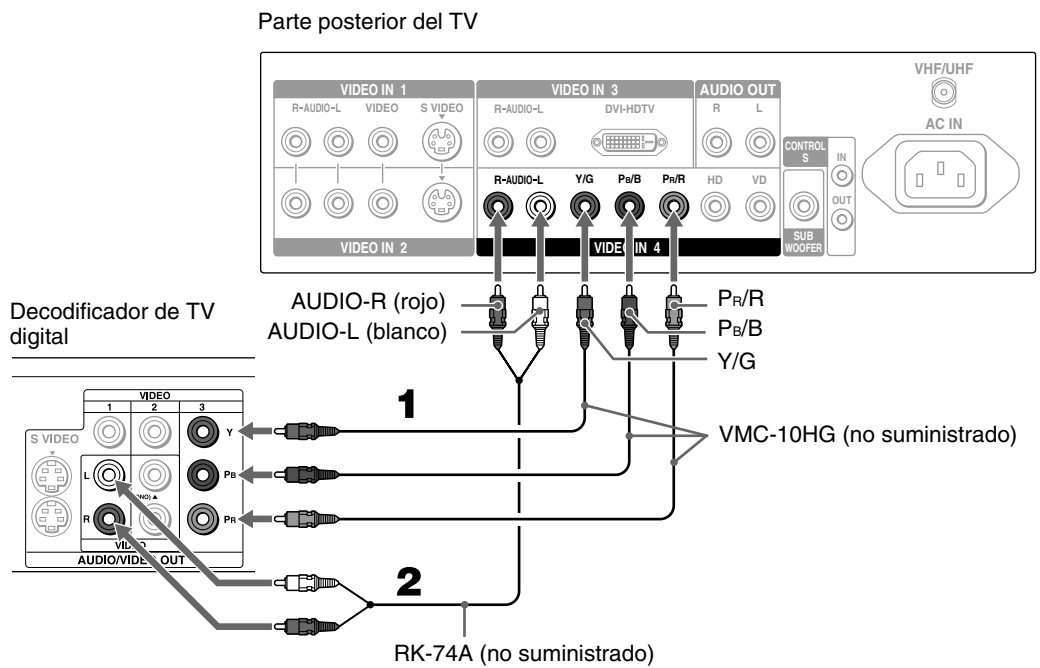 Parte posterior del TV
VHF/UHF
VIDEO IN 1
VIDEO IN 3
AUDIO OUT
R-AUDIO-L
VIDEO
S VIDEO
R-AUDIO-L
DVI-HDTV
R
L
AC IN
CONTROL
S
IN
R-AUDIO-L
Y/G
PB/B
PR/R
HD
VD
OUT
SUB
WOOFER
VIDEO IN 2
VIDEO IN 4
AUDIO-R (rojo)
AUDIO-L (blanco)
PR/R
PB/B
Y/G
Decodificador de TV
digital
VIDEO
1
2
3
1
S VIDEO
Y
VMC-10HG (no suministrado)
L
PB
R
PR
AUDIO/VIDEO OUT
2
RK-74A (no suministrado)